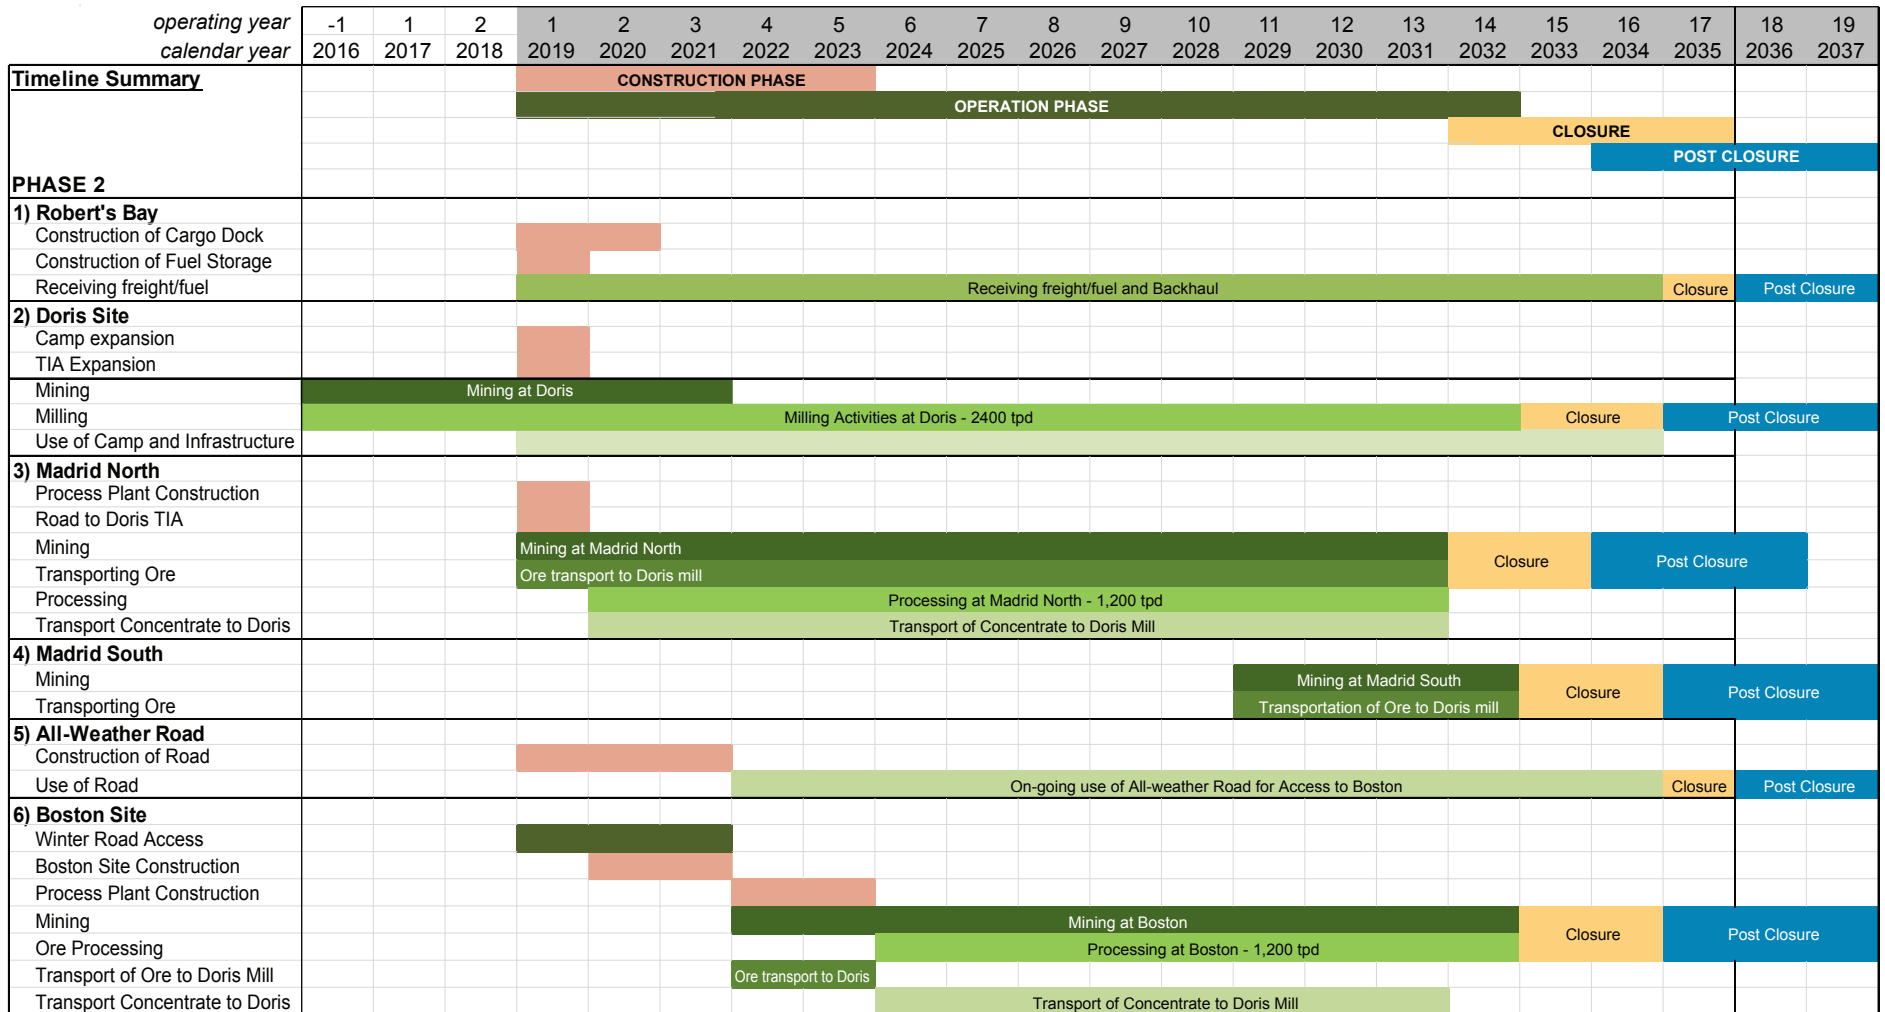 operating year -1 1 2 1 2 3 4 5 6 7 8 9 10 11 12 13 14 15 16 17 18 19
calendar year 2016 2017 2018 2019 2020 2021 2022 2023 2024 2025 2026 2027 2028 2029 2030 2031 2032 2033 2034 2035 2036 2037
Timeline Summary CONSTRUCTION PHASE
OPERATION PHASE
CLOSURE
POST CLOSURE
PHASE 2
1) Robert's Bay
Construction of Cargo Dock
Construction of Fuel Storage
Receiving freight/fuel Receiving freight/fuel and Backhaul Closure Post Closure
2) Doris Site
Camp expansion
TIA Expansion
Mining Mining at Doris
Milling Milling Activities at Doris - 2400 tpd Closure Post Closure
Use of Camp and Infrastructure
3) Madrid North
Process Plant Construction
Road to Doris TIA
Mining Mining at Madrid North
Closure Post Closure
Transporting Ore Ore transport to Doris mill
Processing Processing at Madrid North - 1,200 tpd
Transport Concentrate to Doris Transport of Concentrate to Doris Mill
4) Madrid South
Mining Mining at Madrid South
Closure Post Closure
Transporting Ore Transportation of Ore to Doris mill
5) All-Weather Road
Construction of Road
Use of Road On-going use of All-weather Road for Access to Boston Closure Post Closure
6) Boston Site
Winter Road Access
Boston Site Construction
Process Plant Construction
Mining Mining at Boston
Closure Post Closure
Ore Processing Processing at Boston - 1,200 tpd
Transport of Ore to Doris Mill Ore transport to Doris
Transport Concentrate to Doris Transport of Concentrate to Doris Mill